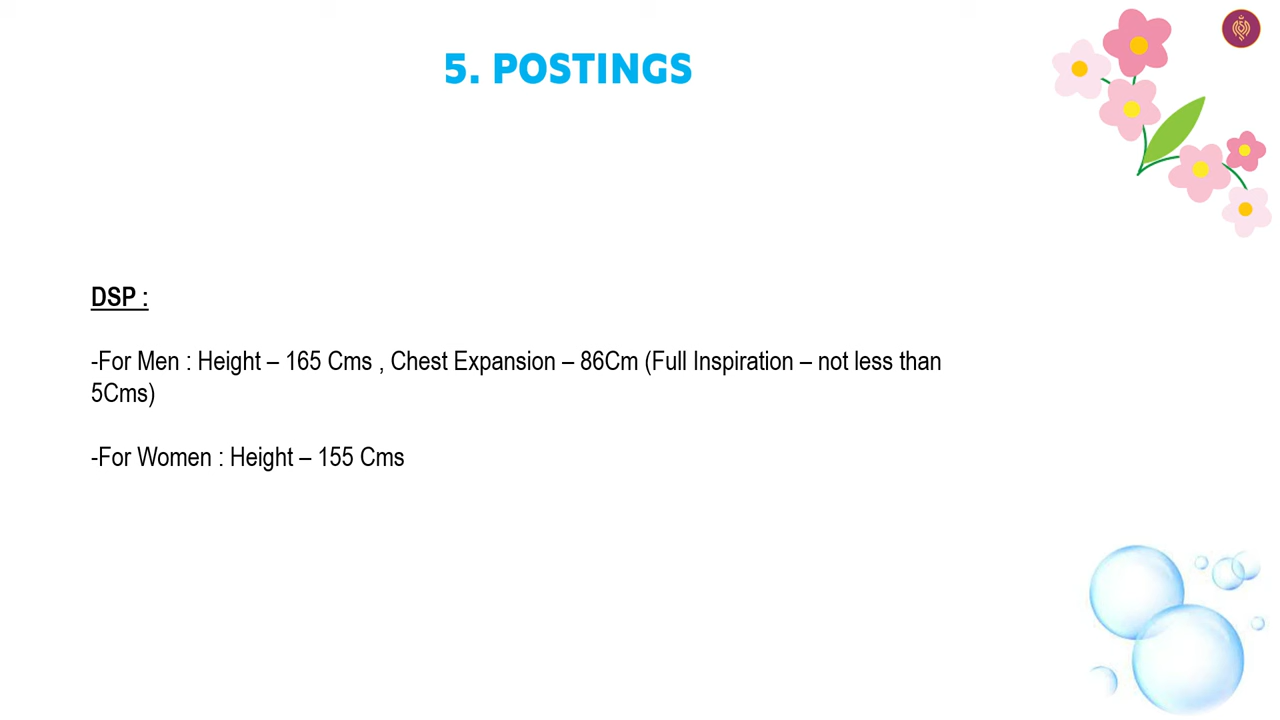 5. POSTINGS
DSP :
-For Men : Height – 165 Cms , Chest Expansion – 86Cm (Full Inspiration – not less than
5Cms)
-For Women : Height – 155 Cms